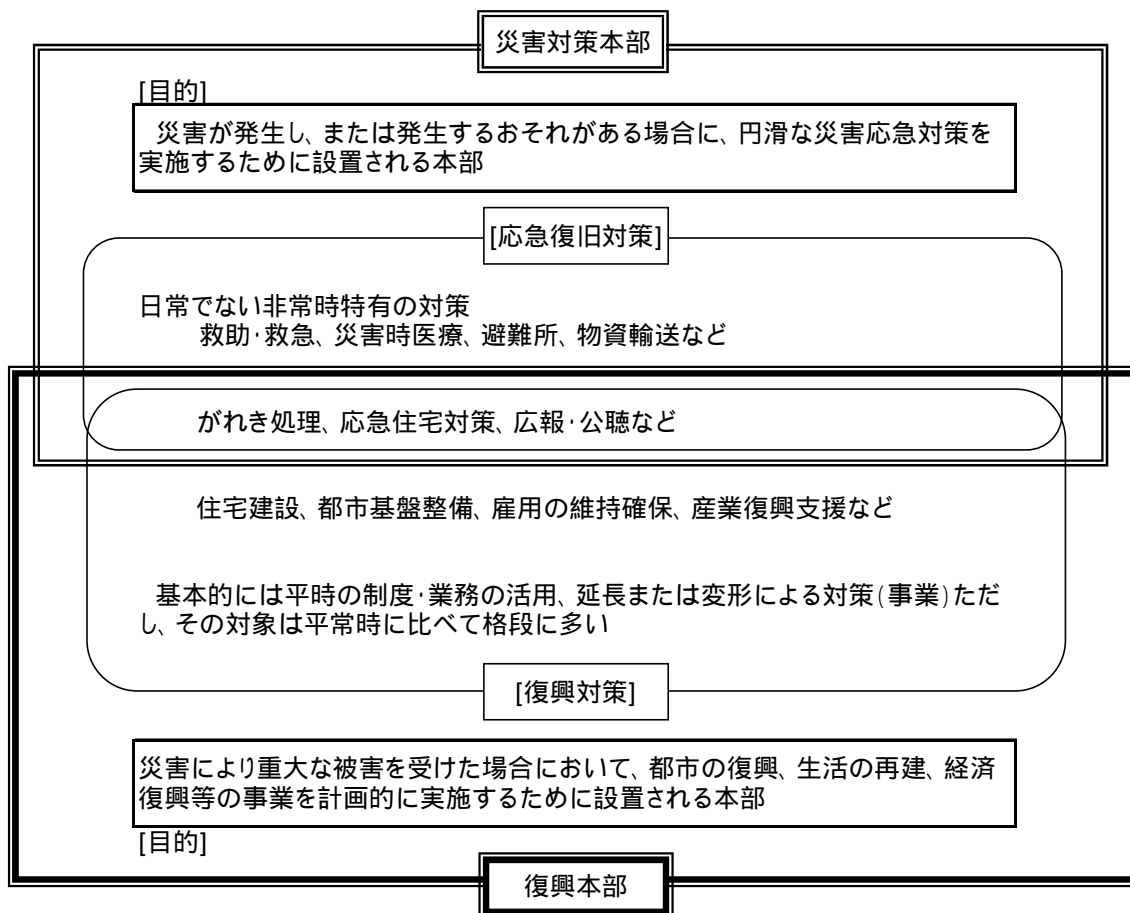 災害対策本部
[目的]
災害が発生し、または発生するおそれがある場合に、円滑な災害応急対策を
実施するために設置される本部
[応急復旧対策]
日常でない非常時特有の対策
救助･救急、災害時医療、避難所、物資輸送など
がれき処理、応急住宅対策、広報･公聴など
住宅建設、都市基盤整備、雇用の維持確保、産業復興支援など
基本的には平時の制度･業務の活用、延長または変形による対策(事業)ただ
し、その対象は平常時に比べて格段に多い
[復興対策]
災害により重大な被害を受けた場合において、都市の復興、生活の再建、経済
復興等の事業を計画的に実施するために設置される本部
[目的]
復興本部